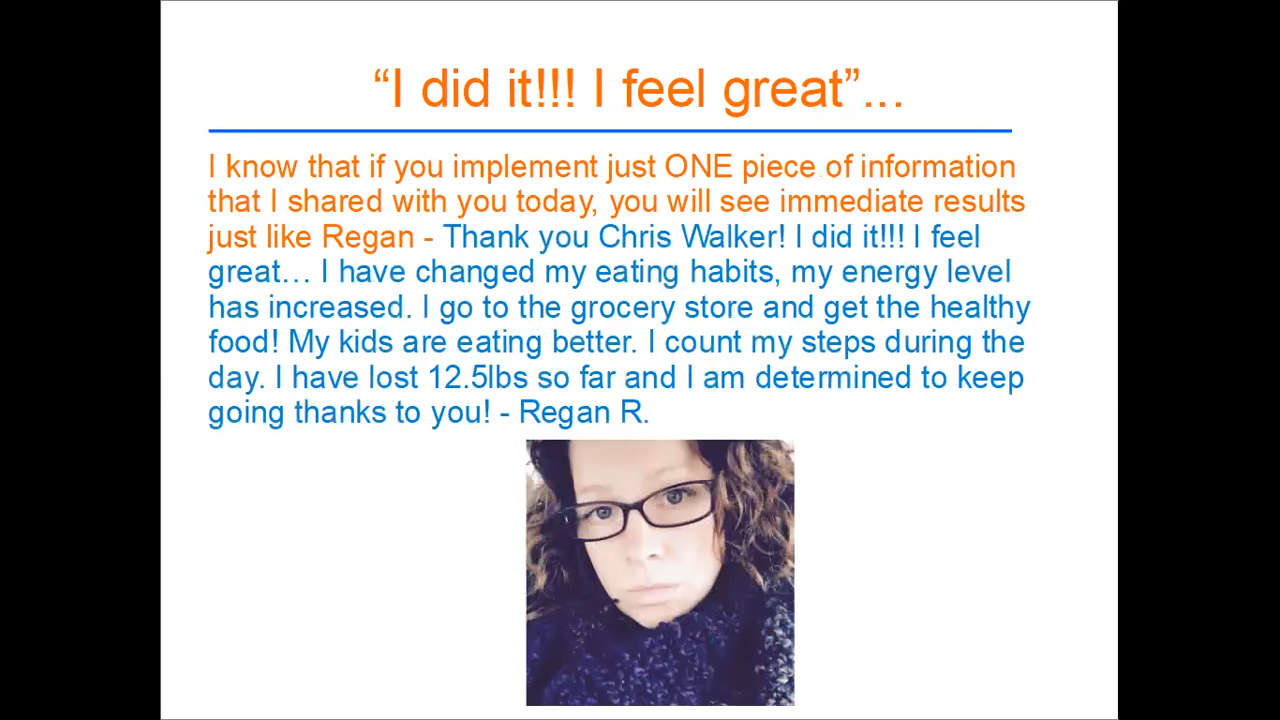 “I did it!!! I feel great”...
I know that if you implement just ONE piece of information
that I shared with you today, you will see immediate results
just like Regan - Thank you Chris Walker! I did it!!! I feel
great… I have changed my eating habits, my energy level
has increased. I go to the grocery store and get the healthy
food! My kids are eating better. I count my steps during the
day. I have lost 12.5lbs so far and I am determined to keep
going thanks to you! - Regan R.